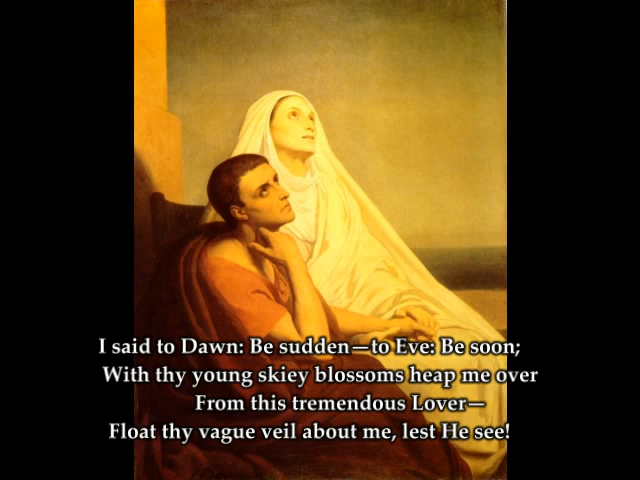 I said to Dawn: Be sudden—to Eve: Be soon;
With thy young skiey blossoms heap me over
From this tremendous Lover—
Float thy vague veil about me, lest He see!